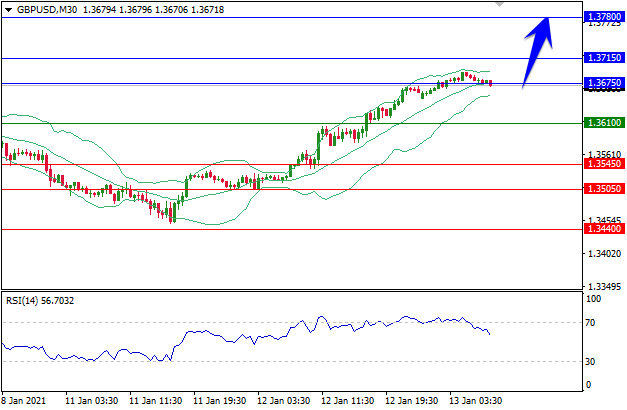 GBPUSD,M30 1.36794 1.36796 1.36706 1.36718
1.37800
1.37725
1.37150
1.36750
1.36100
1.35610
1.35450
1.35050
1.34545
1.34400
1.34020
1.33495
RSI(14) 56.7032
100
70
30
0
8 Jan 2021
11 Jan 03:30
11 Jan 11:30
11 Jan 19:30
12 Jan 03:30
12 Jan 11:30
12 Jan 19:30
13 Jan 03:30